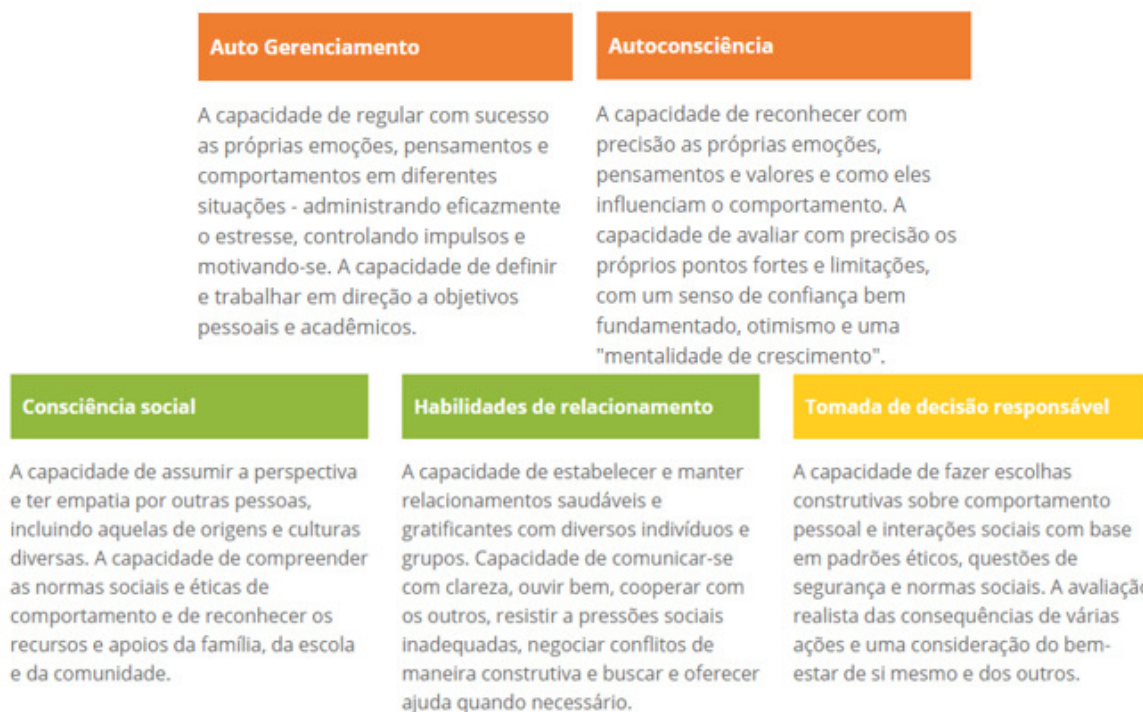 Auto Gerenciamento
A capacidade de regular com sucesso
as próprias emoções, pensamentos e
comportamentos em diferentes
situações - administrando eficazmente
o estresse, controlando impulsos e
motivando-se. A capacidade de definir
e trabalhar em direção a objetivos
pessoais e acadêmicos.
Autoconsciência
A capacidade de reconhecer com
precisão as próprias emoções,
pensamentos e valores e como eles
influenciam o comportamento. A
capacidade de avaliar com precisão os
próprios pontos fortes e limitações,
com um senso de confiança bem
fundamentado, otimismo e uma
"mentalidade de crescimento".
Consciência social
A capacidade de assumir a perspectiva
e ter empatia por outras pessoas,
incluindo aquelas de origens e culturas
diversas. A capacidade de compreender
as normas sociais e éticas de
comportamento e de reconhecer os
recursos e apoios da família, da escola
e da comunidade.
Habilidades de relacionamento
A capacidade de estabelecer e manter
relacionamentos saudáveis e
gratificantes com diversos indivíduos e
grupos. Capacidade de comunicar-se
com clareza, ouvir bem, cooperar com
os outros, resistir a pressões sociais
inadequadas, negociar conflitos de
maneira construtiva e buscar e oferecer
ajuda quando necessário.
Tomada de decisão responsável
A capacidade de fazer escolhas
construtivas sobre comportamento
pessoal e interações sociais com base
em padrões éticos, questões de
segurança e normas sociais. A avaliação
realista das consequências de várias
ações e uma consideração do bem-
estar de si mesmo e dos outros.